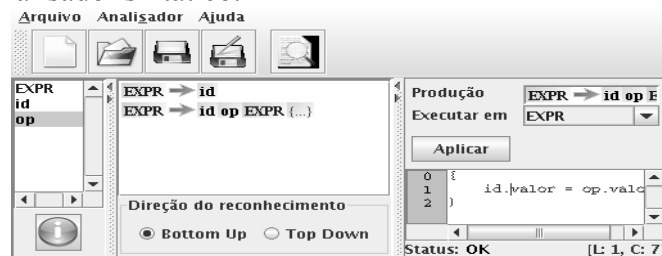 Arquivo Analisador Ajuda
EXPR
id
op
EXPR id
EXPR id op EXPR {...}
Direção do reconhecimento
Bottom Up Top Down
Produção EXPR id op E
Executar em EXPR
Aplicar
0 {
1 id.valor = op.valo
2 }
Status: OK [L: 1, C: 7